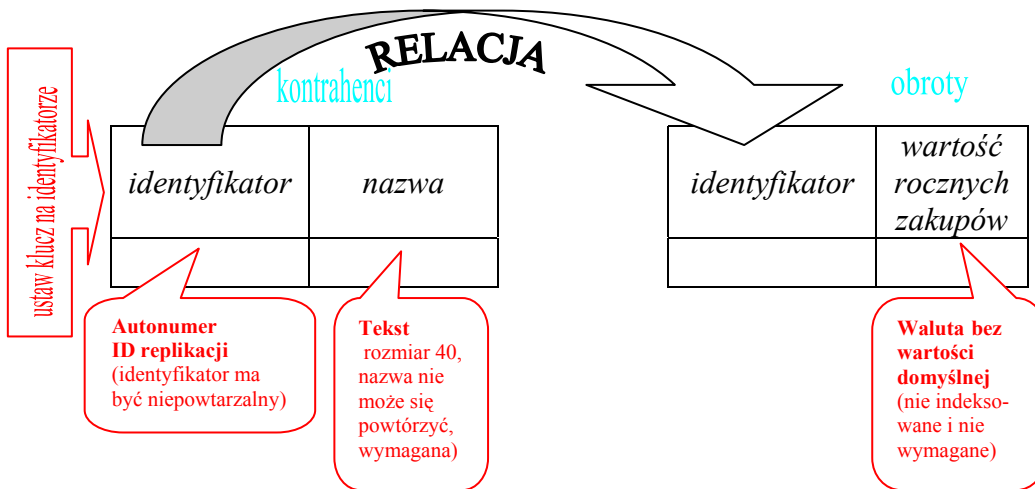 RELACJA
kontrahenci
obroty
ustaw klucz na identyfikatorze
identyfikator
nazwa
identyfikator
wartość
rocznych
zakupów
Autonumer
ID replikacji
(identyfikator ma
być niepowtarzalny)
Tekst
rozmiar 40,
nazwa nie
może się
powtórzyć,
wymagana)
Waluta bez
wartości
domyślnej
(nie indekso-
wane i nie
wymagane)